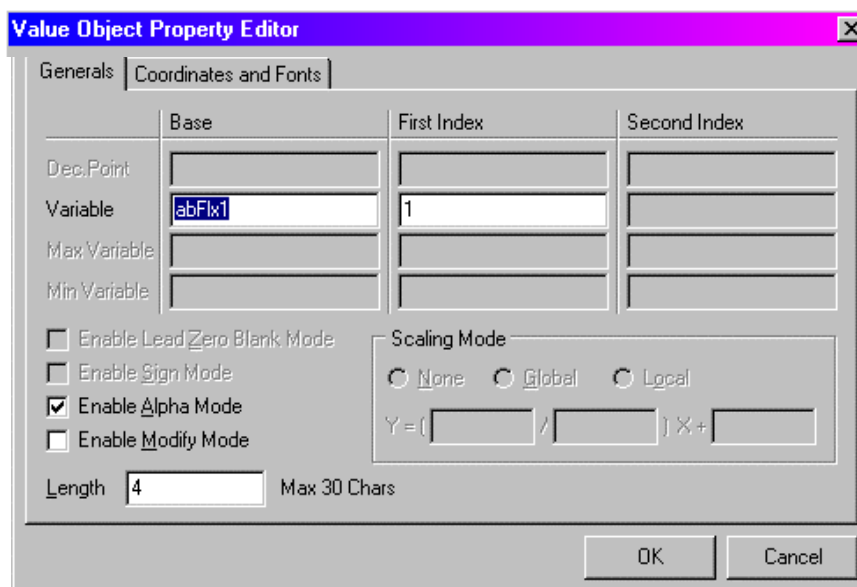 Value Object Property Editor
Generals Coordinates and Fonts
Base First Index Second Index
Dec.Point
Variable abFlx1 1
Max Variable
Min Variable
Enable Lead Zero Blank Mode
Enable Sign Mode
Enable Alpha Mode
Enable Modify Mode
Scaling Mode
None Global Local
Y = ( / ) X +
Length 4 Max 30 Chars
OK Cancel